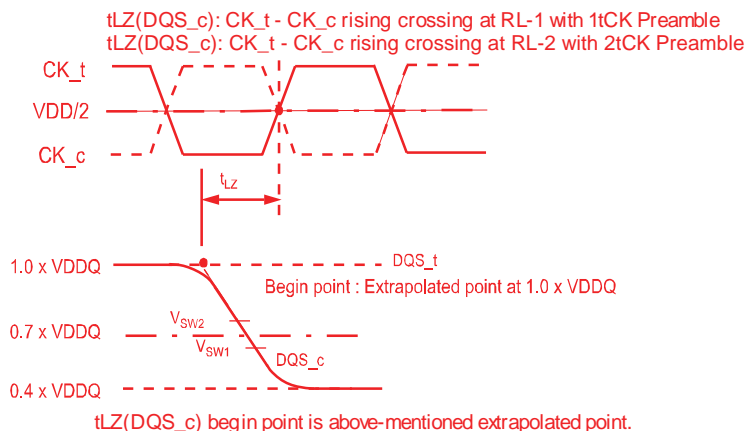 tLZ(DQS_c): CK_t - CK_c rising crossing at RL-1 with 1tCK Preamble
tLZ(DQS_c): CK_t - CK_c rising crossing at RL-2 with 2tCK Preamble
CK_t
VDD/2
CK_c
tLZ
1.0 x VDDQ
DQS_t
Begin point : Extrapolated point at 1.0 x VDDQ
VSW2
0.7 x VDDQ
VSW1
DQS_c
0.4 x VDDQ
tLZ(DQS_c) begin point is above-mentioned extrapolated point.